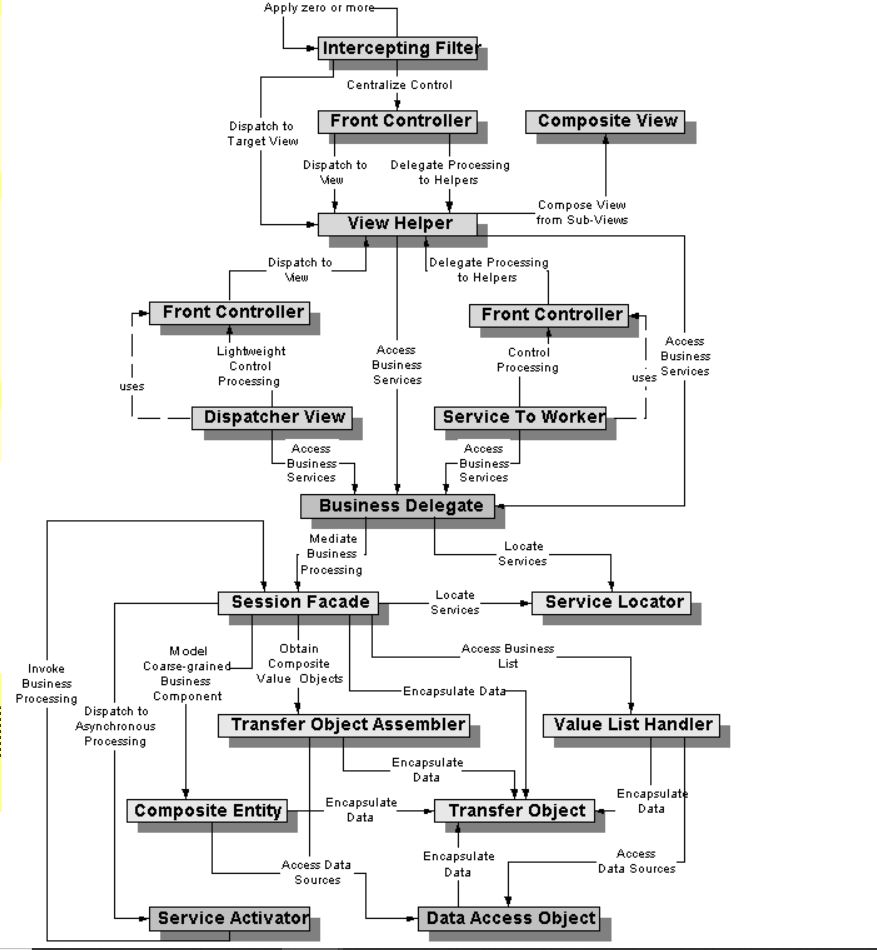 Apply zero or more
Intercepting Filter
Centralize Control
Front Controller
Composite View
Dispatch to
Target View
Dispatch to
View
Delegate Processing
to Helpers
Compose View
from Sub-Views
View Helper
Dispatch to
View
Delegate Processing
to Helpers
Front Controller
Front Controller
Lightweight
Control
Processing
Access
Business
Services
Control
Processing
Access
Business
Services
uses
uses
Dispatcher View
Service To Worker
Access
Business
Services
Access
Business
Services
Business Delegate
Mediate
Business
Processing
Locate
Services
Session Facade
Locate
Services
Service Locator
Model
Coarse-grained
Business
Component
Obtain
Composite
Value Objects
Access Business
List
Invoke
Business
Processing
Encapsulate Data
Dispatch to
Asynchronous
Processing
Transfer Object Assembler
Value List Handler
Encapsulate
Data
Composite Entity
Encapsulate
Data
Transfer Object
Encapsulate
Data
Access Data
Sources
Encapsulate
Data
Access
Data Sources
Service Activator
Data Access Object